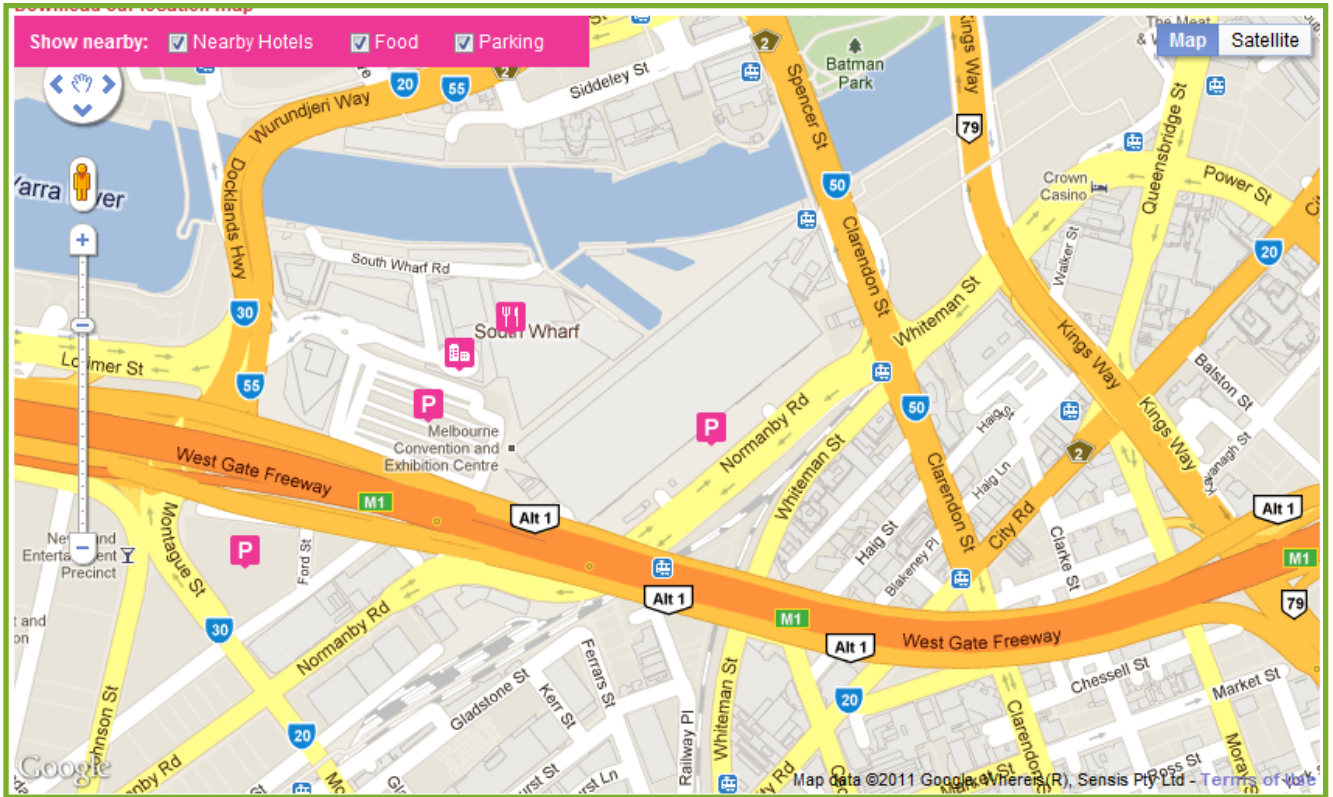 Download our location map
Show nearby: Nearby Hotels Food Parking
Map Satellite
2
2
20
55
Siddeley St
Wurundjeri Way
Spencer St
Batman
Park
Kings Way
79
The Meat
Queensbridge St
Power St
Crown
Casino
Docklands Hwy
50
Clarendon St
Walker St
20
South Wharf Rd
30
South Wharf
Whiteman St
Kings Way
Lorimer St
55
P
P
50
Balston St
Kings Way
Kavanagh St
Haig Ln
2
Normanby Rd
Whiteman St
Melbourne
Convention and
Exhibition Centre
West Gate Freeway
M1
Alt 1
Clarendon St
City Rd
Haig St
Blakeney Pl
Clarke St
Alt 1
M1
79
Montague St
P
Ford St
Precinct
30
Normanby Rd
Alt 1
M1
Alt 1
West Gate Freeway
Ferrars St
Gladstone St
Kerr St
Railway Pl
Whiteman St
20
Clarendon
Chessell St
Market St
20
Google
Map data ©2011 Google, Whereis(R), Sensis Pty Ltd - Terms of Use